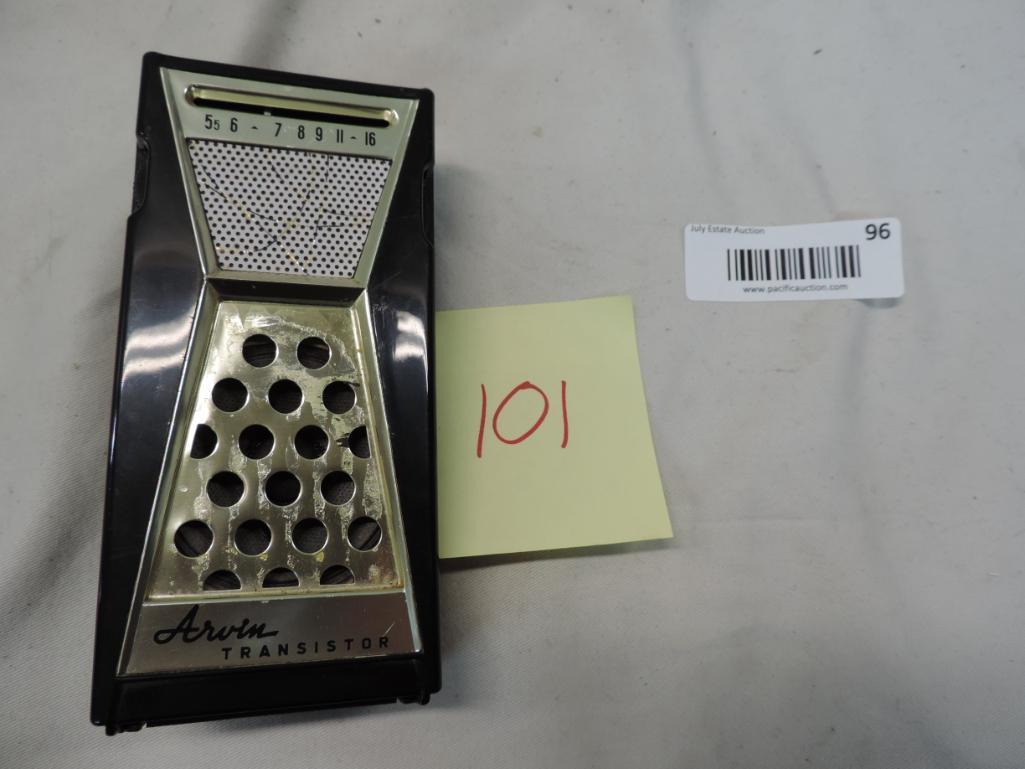 55 6 - 7 8 9 11 - 16
Arvin
TRANSISTOR
101
July Estate Auction 96
www.pacificauction.com